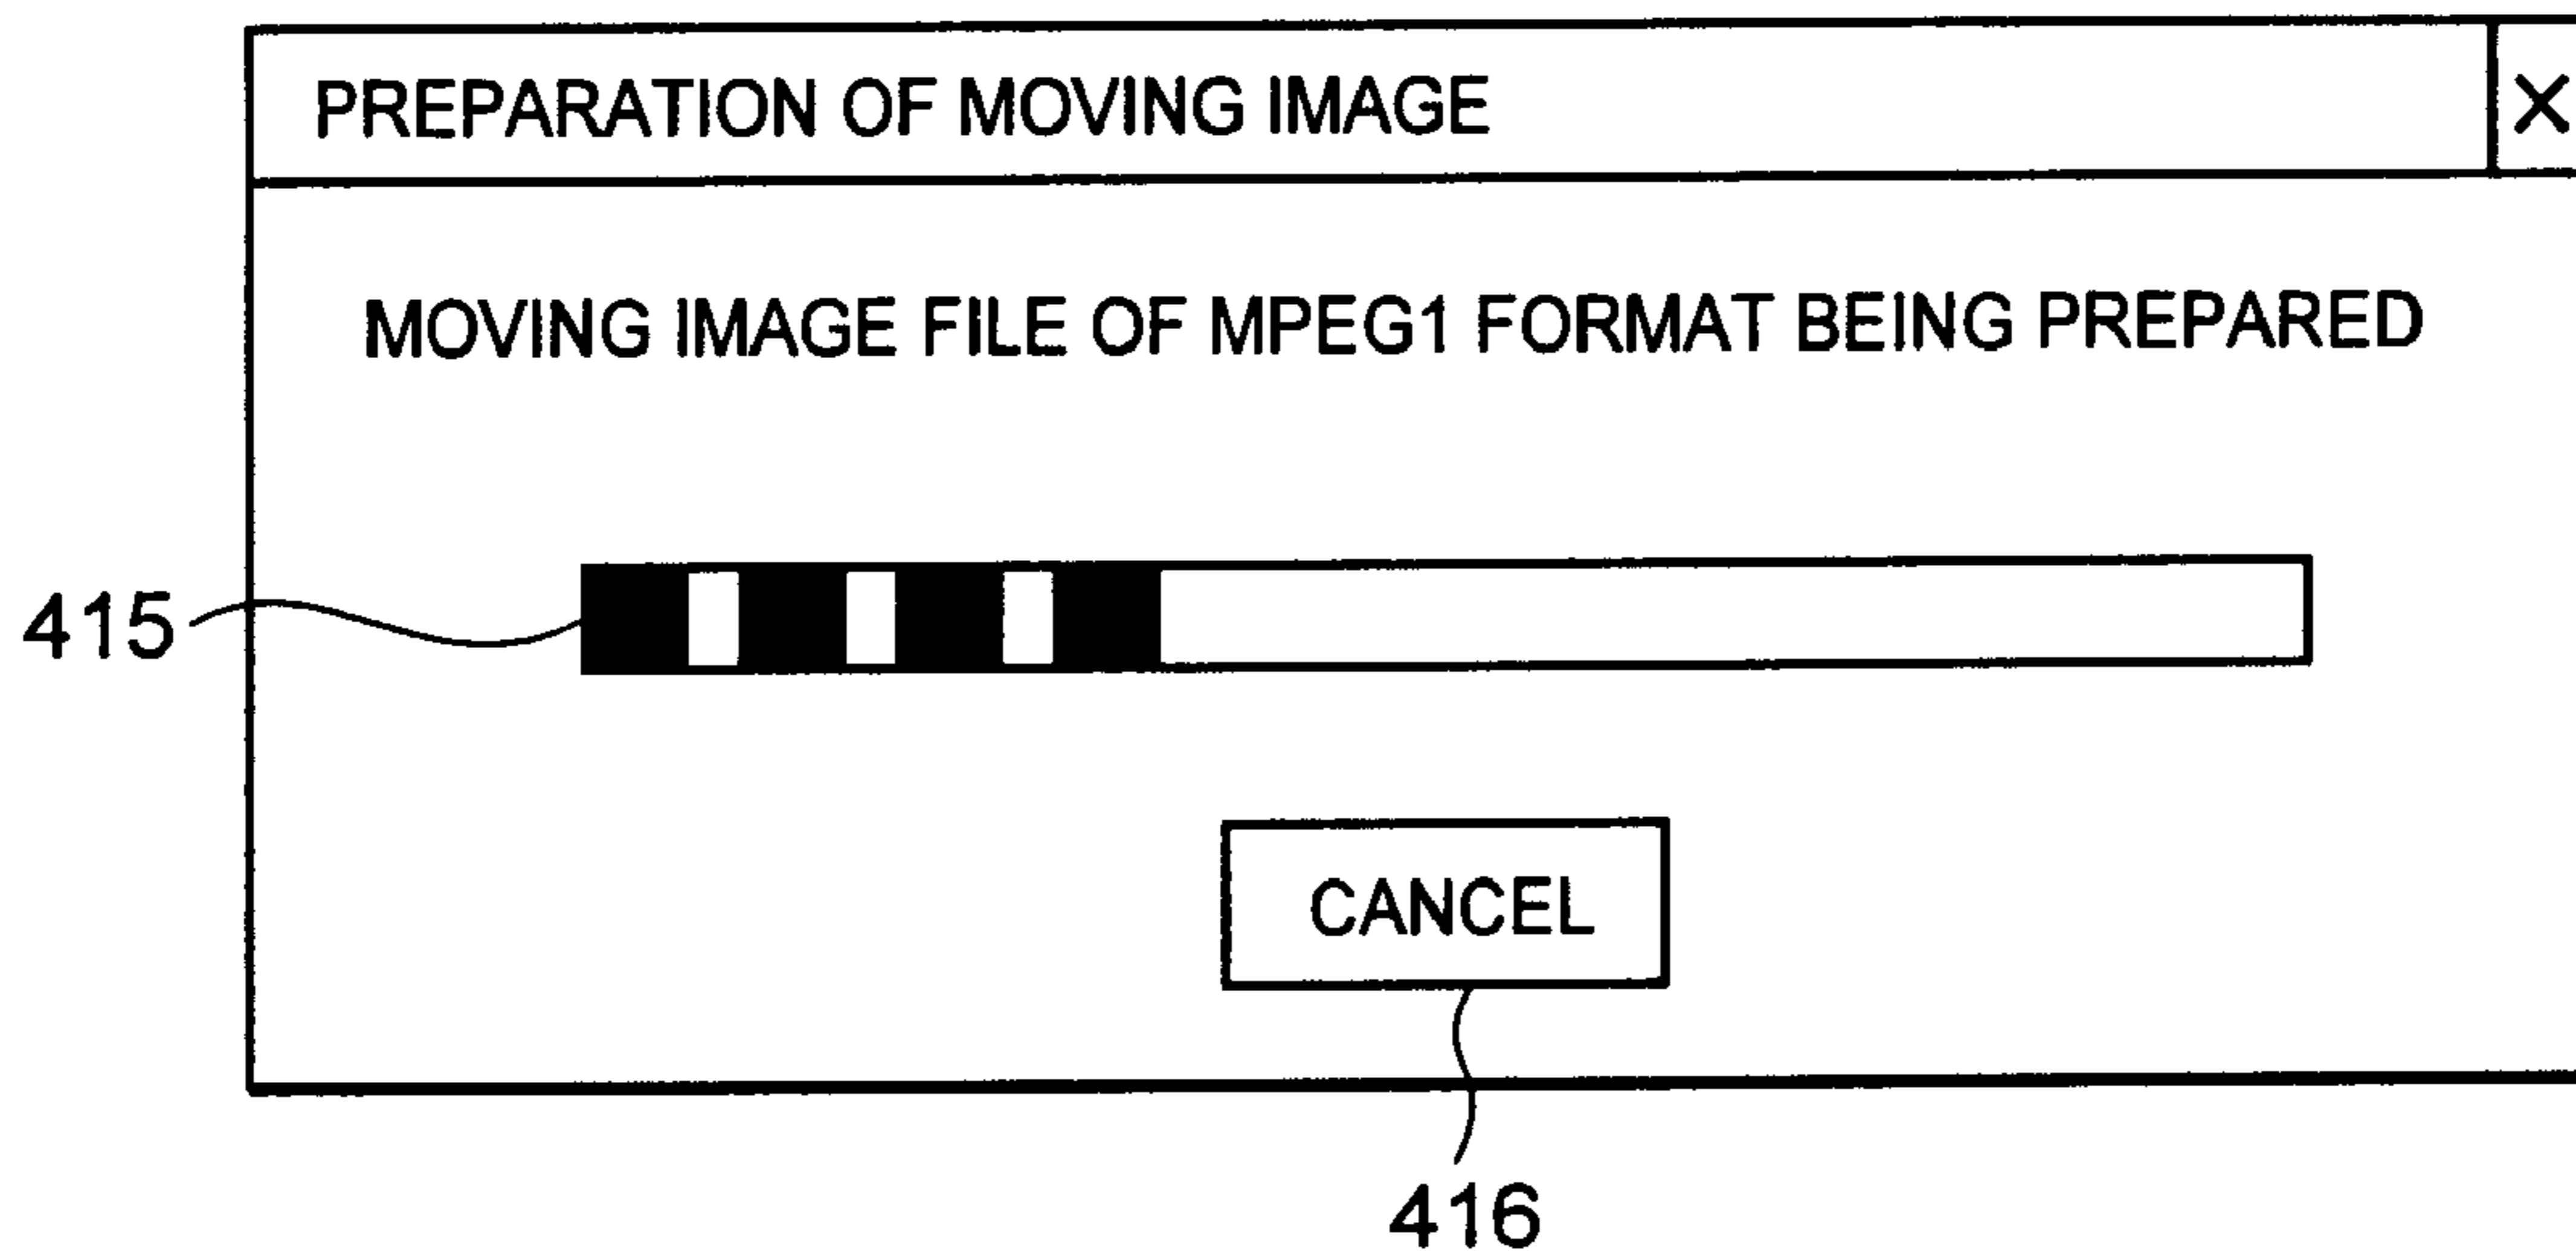 PREPARATION OF MOVING IMAGE X
MOVING IMAGE FILE OF MPEG1 FORMAT BEING PREPARED
415
CANCEL
416